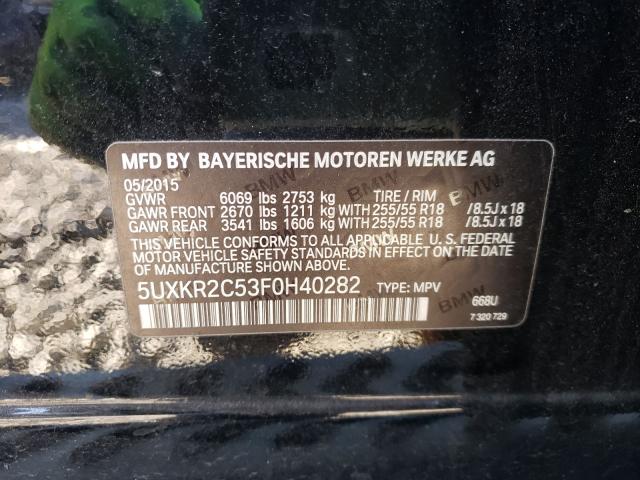 MFD BY BAYERISCHE MOTOREN WERKE AG
05/2015
GVWR 6069 lbs 2753 kg TIRE / RIM
GAWR FRONT 2670 lbs 1211 kg WITH 255/55 R18 /8.5J x 18
GAWR REAR 3541 lbs 1606 kg WITH 255/55 R18 /8.5J x 18
THIS VEHICLE CONFORMS TO ALL APPLICABLE U. S. FEDERAL
MOTOR VEHICLE SAFETY STANDARDS IN EFFECT ON THE DATE
OF MANUFACTURE SHOWN ABOVE.
5UXKR2C53F0H40282 TYPE: MPV
668U
7 320 729